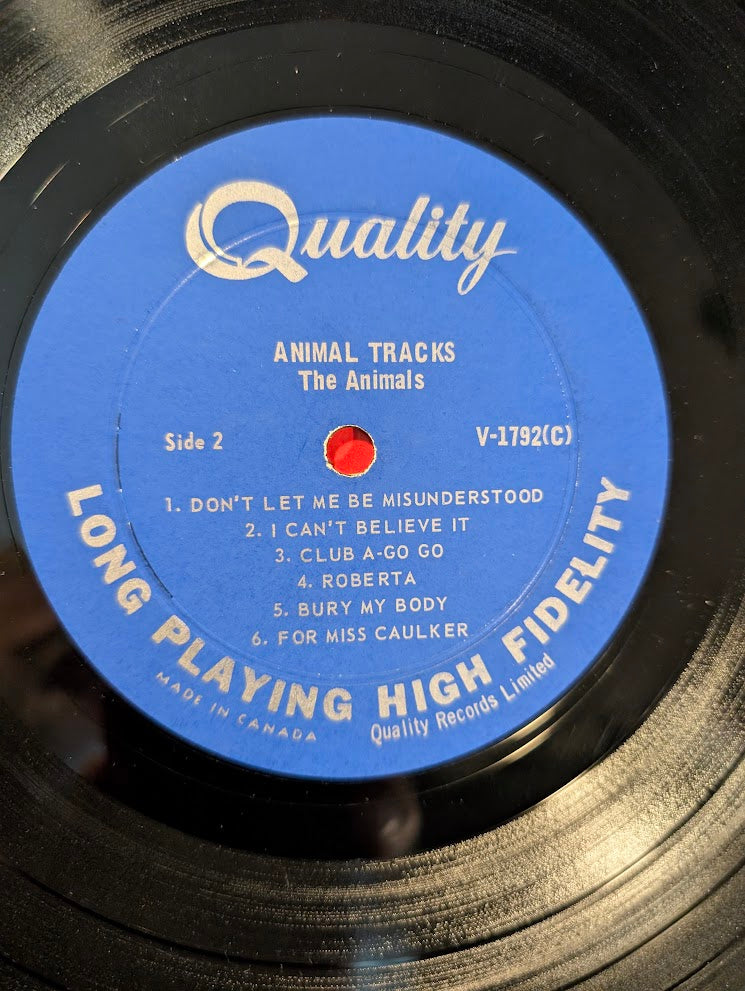 Quality
ANIMAL TRACKS
The Animals
Side 2
V-1792(C)
1. DON'T LET ME BE MISUNDERSTOOD
2. I CAN'T BELIEVE IT
3. CLUB A-GO GO
4. ROBERTA
5. BURY MY BODY
6. FOR MISS CAULKER
LONG PLAYING HIGH FIDELITY
MADE IN CANADA
Quality Records Limited